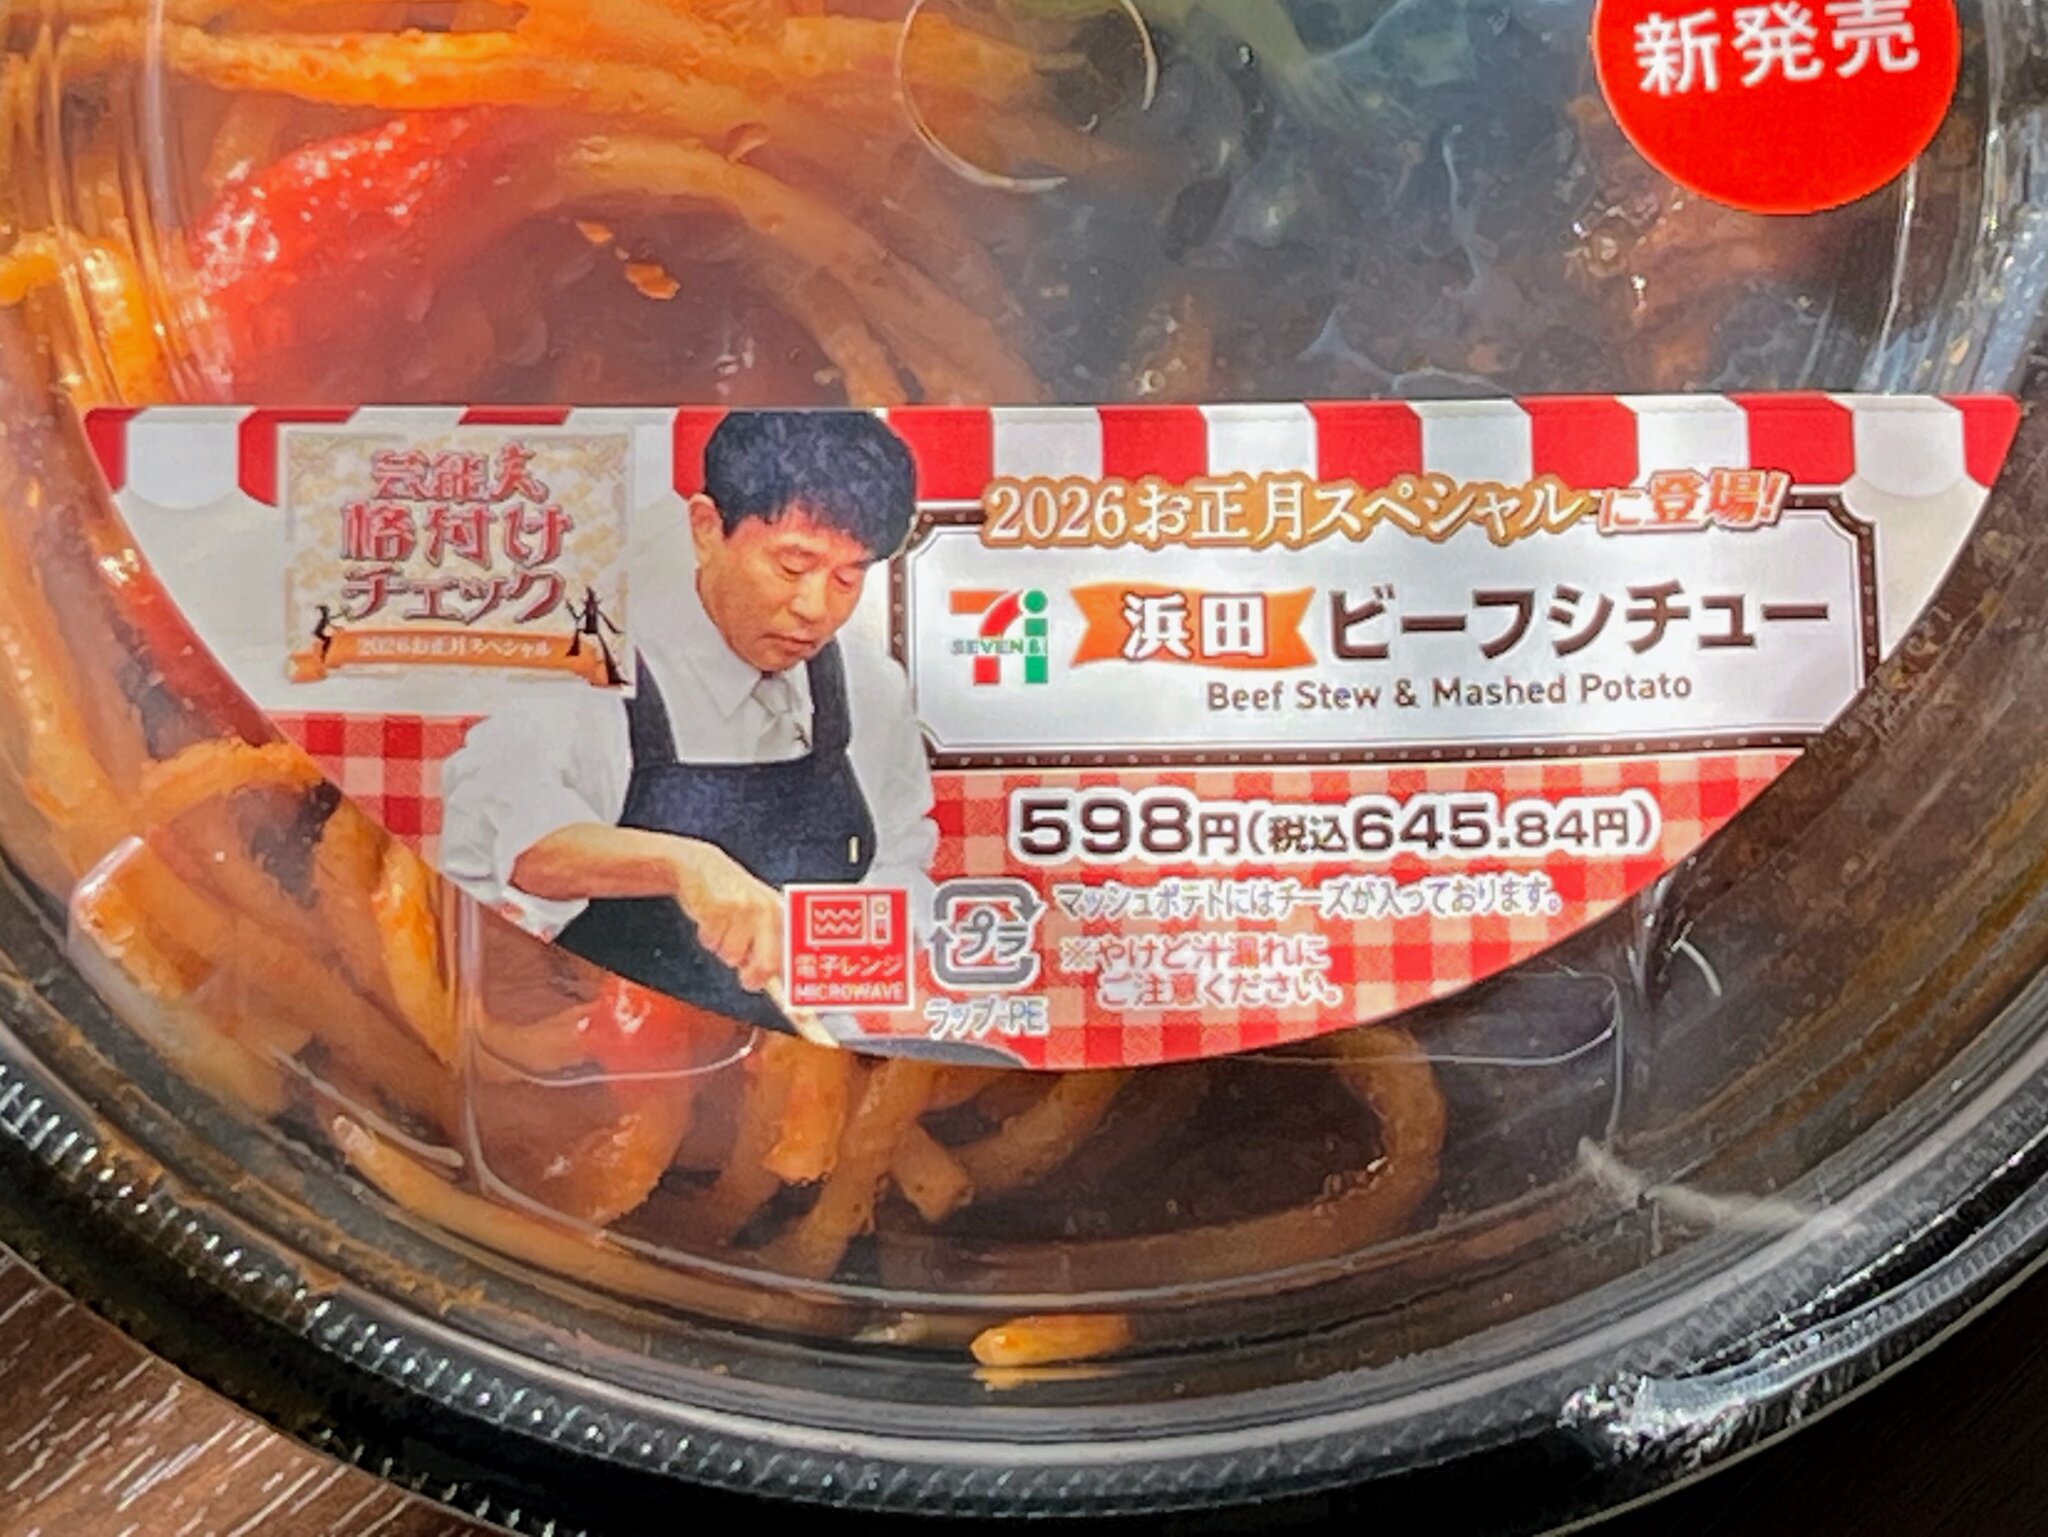 新発売
芸能人
格付け
チェック
2026お正月スペシャル
2026お正月スペシャルに登場!
SEVEN & i
浜田 ビーフシチュー
Beef Stew & Mashed Potato
598円(税込645.84円)
電子レンジ
MICROWAVE
プラ
ラップ:PE
マッシュポテトにはチーズが入っております。
※やけど汁漏れに
ご注意ください。